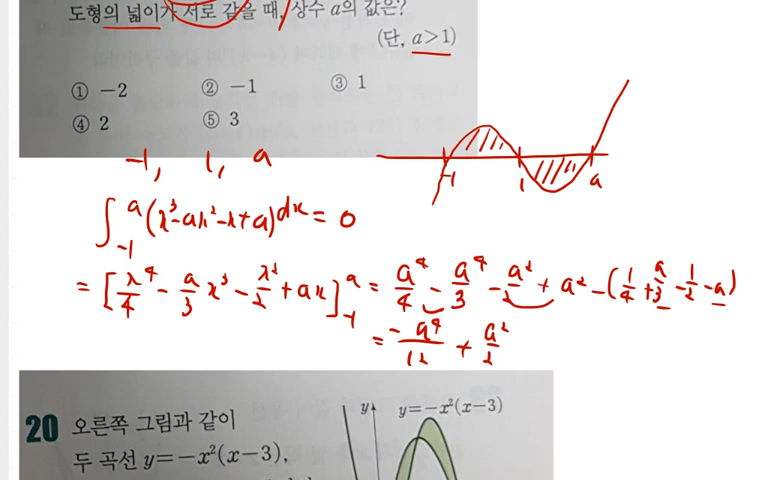 도형의 넓이가 서로 같을 때, 상수 a의 값은?
(단, a>1)
① −2 ② −1 ③ 1
④ 2 ⑤ 3
-1, 1, a
-1 1 a
∫_{-1}^{a} (x³-ax²-x+a)dx = 0
= [x⁴/4 - a/3 x³ - x²/2 + ax]_{-1}^{a} = a⁴/4 - a⁴/3 - a²/2 + a² - (1/4 + a/3 - 1/2 - a)
= -a⁴/12 + a²/2
20 오른쪽 그림과 같이
y y=−x²(x−3)
두 곡선 y=−x²(x−3),